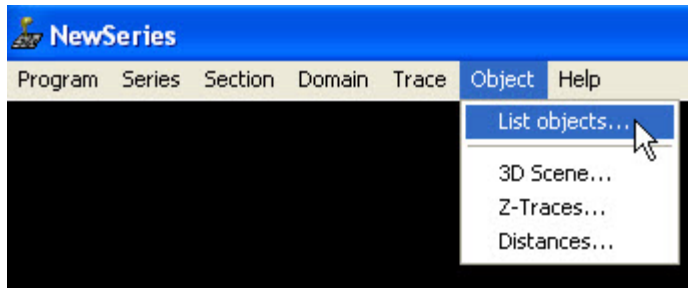 NewSeries
Program Series Section Domain Trace Object Help
List objects...
3D Scene...
Z-Traces...
Distances...